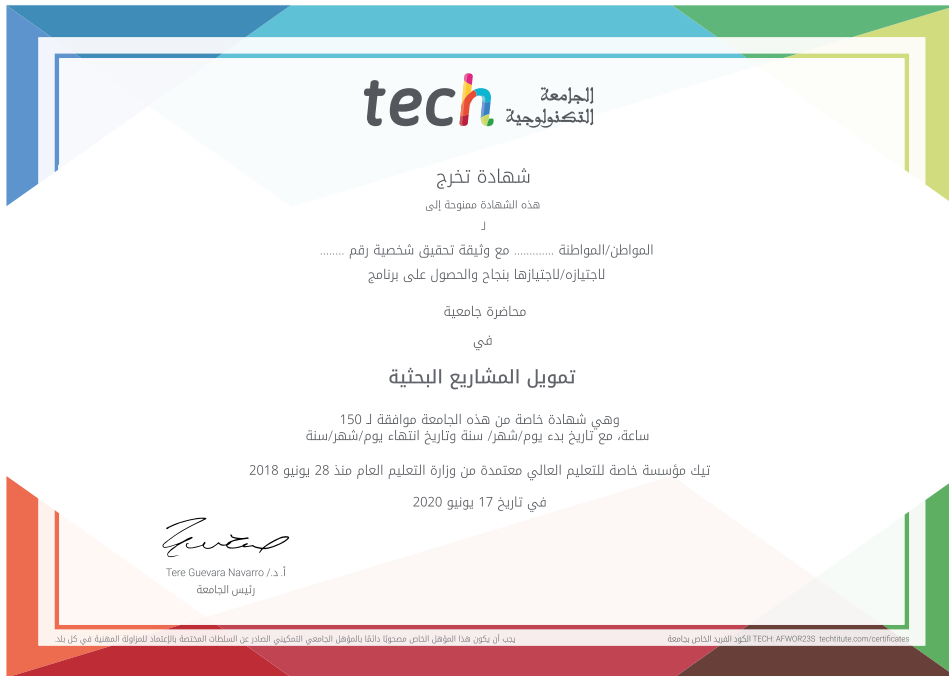 tech الجامعة
التكنولوجية
شهادة تخرج
هذه الشهادة ممنوحة إلى
لـ
المواطن/المواطنة ............ مع وثيقة تحقيق شخصية رقم ........
لاجتيازه/لاجتيازها بنجاح والحصول على برنامج
محاضرة جامعية
في
تمويل المشاريع البحثية
وهي شهادة خاصة من هذه الجامعة موافقة لـ 150
ساعة، مع تاريخ بدء يوم/شهر/ سنة وتاريخ انتهاء يوم/شهر/سنة
تيك مؤسسة خاصة للتعليم العالي معتمدة من وزارة التعليم العام منذ 28 يونيو 2018
في تاريخ 17 يونيو 2020
أ. د./ Tere Guevara Navarro
رئيس الجامعة
يجب أن يكون هذا المؤهل الخاص مصحوبًا دائمًا بالمؤهل الجامعي التمكيني الصادر عن السلطات المختصة بالإعتماد للمزاولة المهنية في كل بلد.
الكود الفريد الخاص بجامعة TECH: AFWOR23S techtitute.com/certificates